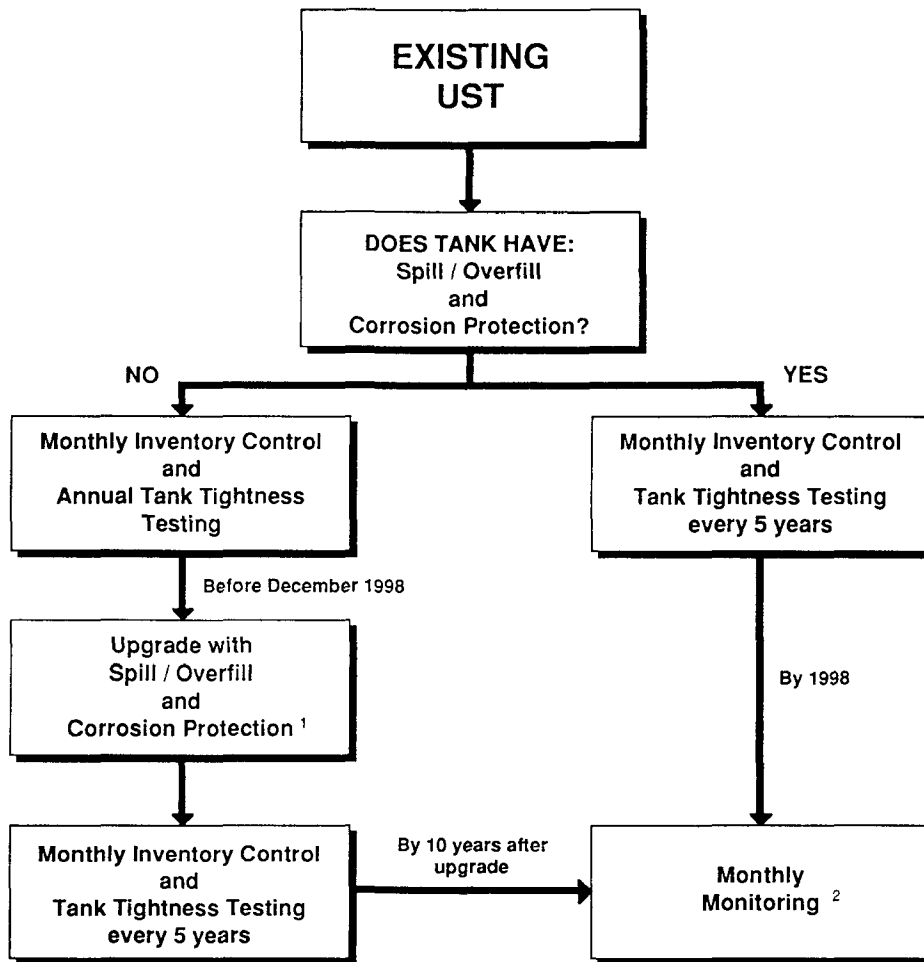 EXISTING
UST
DOES TANK HAVE:
Spill / Overfill
and
Corrosion Protection?
NO
YES
Monthly Inventory Control
and
Annual Tank Tightness
Testing
Monthly Inventory Control
and
Tank Tightness Testing
every 5 years
Before December 1998
Upgrade with
Spill / Overfill
and
Corrosion Protection 1
By 1998
Monthly Inventory Control
and
Tank Tightness Testing
every 5 years
By 10 years after
upgrade
Monthly
Monitoring 2